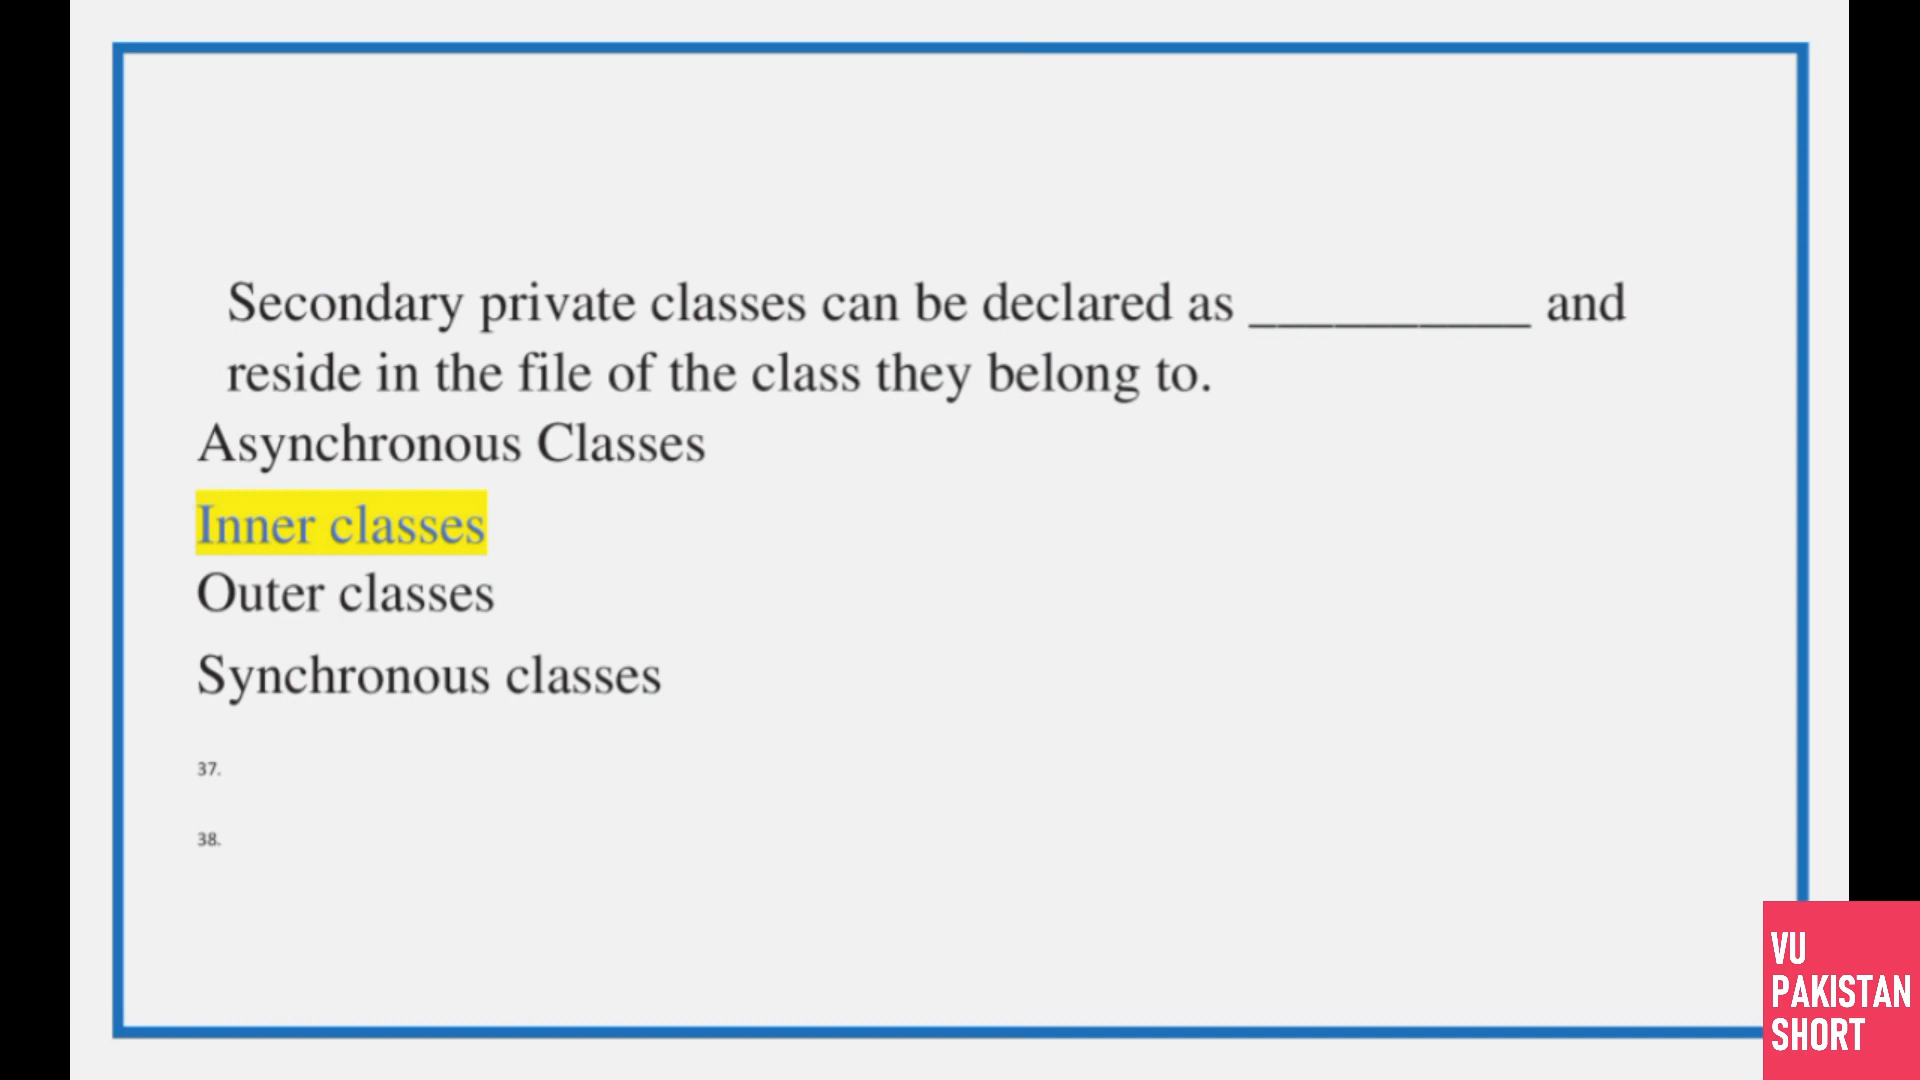 Secondary private classes can be declared as __________ and
reside in the file of the class they belong to.
Asynchronous Classes
Inner classes
Outer classes
Synchronous classes
37.
38.
VU
PAKISTAN
SHORT